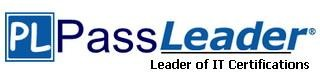 PL PassLeader®
Leader of IT Certifications